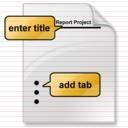 Report Project
enter title
add tab